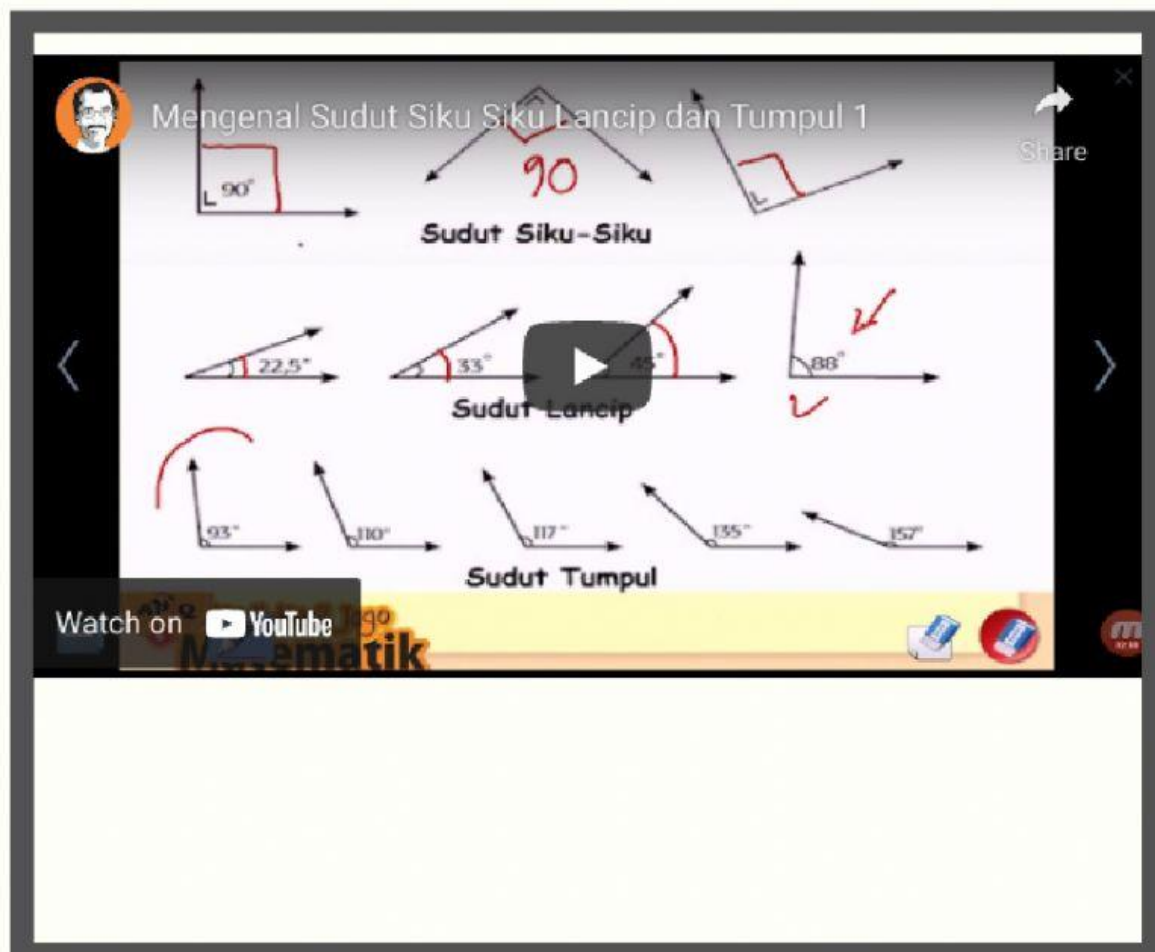 Mengenal Sudut Siku Siku Lancip dan Tumpul 1
Share
90°
90
Sudut Siku-Siku
22,5°
33°
45°
88°
Sudut Lancip
93°
110°
117°
135°
157°
Sudut Tumpul
Watch on YouTube
Matematik